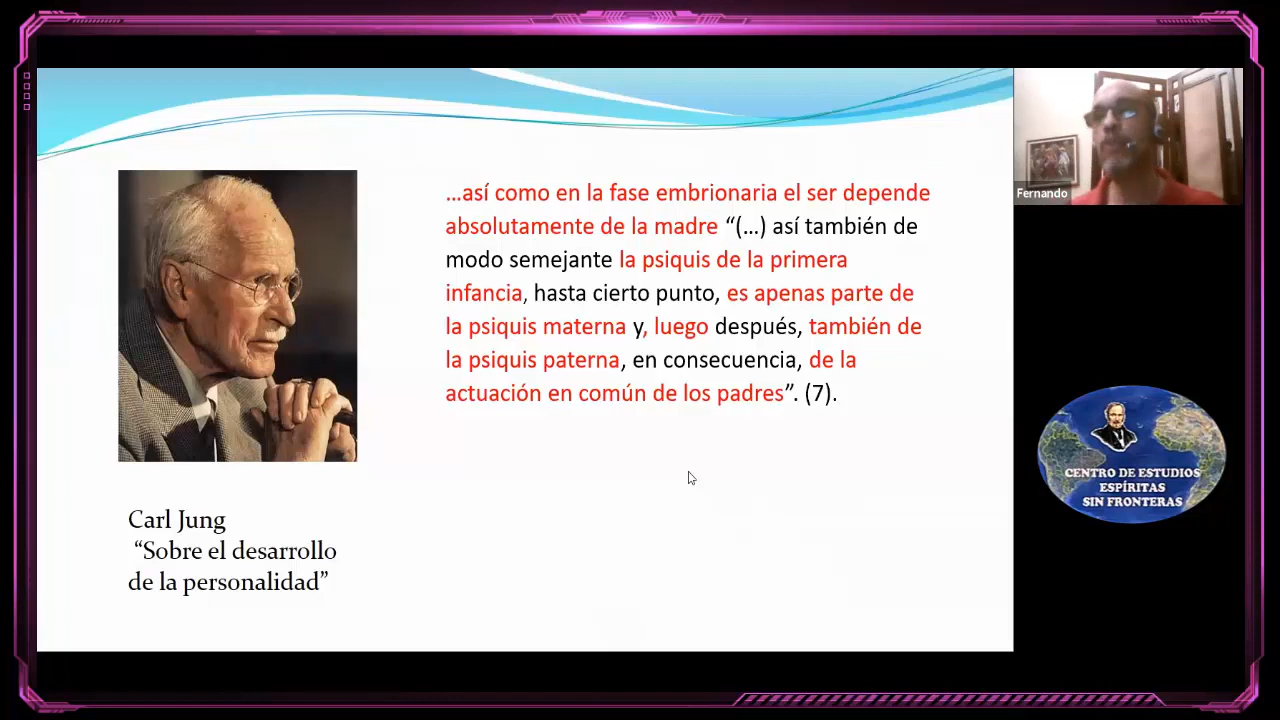 …así como en la fase embrionaria el ser depende
absolutamente de la madre “(…) así también de
modo semejante la psiquis de la primera
infancia, hasta cierto punto, es apenas parte de
la psiquis materna y, luego después, también de
la psiquis paterna, en consecuencia, de la
actuación en común de los padres”. (7).
Carl Jung
“Sobre el desarrollo
de la personalidad”
Fernando
CENTRO DE ESTUDIOS
ESPÍRITAS
SIN FRONTERAS